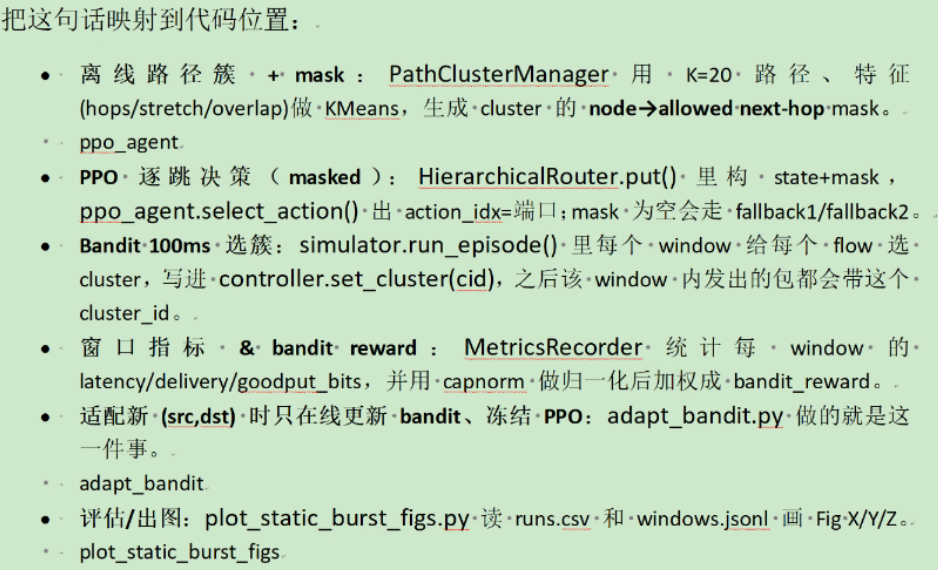 把这句话映射到代码位置：
• 离线路径簇 + mask：PathClusterManager 用 K=20 路径、特征
(hops/stretch/overlap)做 KMeans，生成 cluster 的 node→allowed next-hop mask。
• ppo_agent
• PPO 逐跳决策（masked）：HierarchicalRouter.put() 里构 state+mask，
ppo_agent.select_action() 出 action_idx=端口；mask 为空会走 fallback1/fallback2。
• Bandit 100ms 选簇：simulator.run_episode() 里每个 window 给每个 flow 选
cluster，写进 controller.set_cluster(cid)，之后该 window 内发出的包都会带这个
cluster_id。
• 窗口指标 & bandit reward：MetricsRecorder 统计每 window 的
latency/delivery/goodput_bits，并用 capnorm 做归一化后加权成 bandit_reward。
• 适配新 (src,dst) 时只在线更新 bandit、冻结 PPO：adapt_bandit.py 做的就是这
一件事。
• adapt_bandit
• 评估/出图：plot_static_burst_figs.py 读 runs.csv 和 windows.jsonl 画 Fig X/Y/Z。
• plot_static_burst_figs